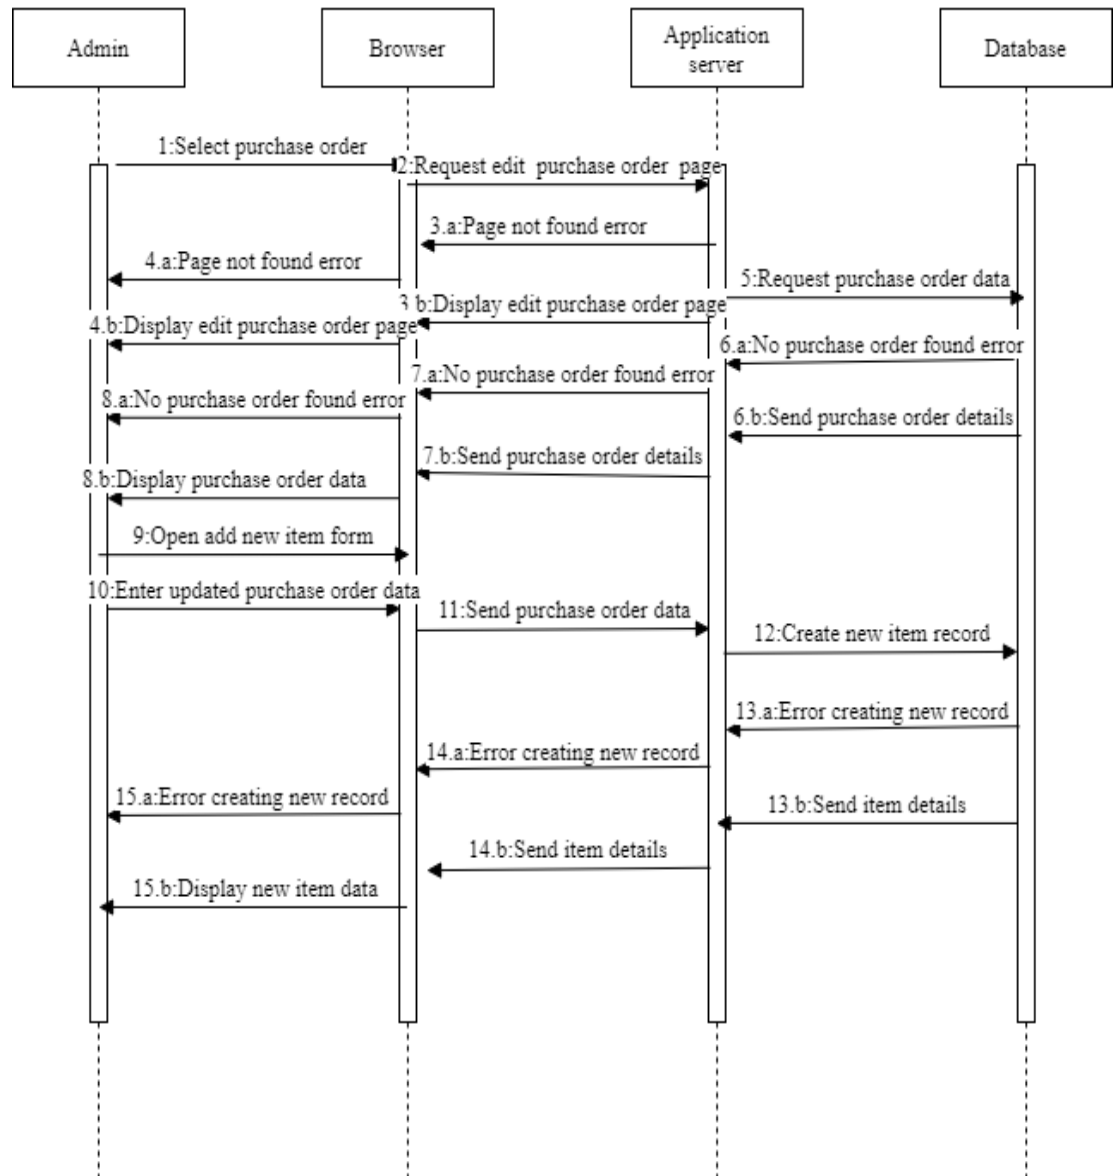 Admin
Browser
Application
server
Database
1:Select purchase order
2:Request edit purchase order page
3.a:Page not found error
4.a:Page not found error
5:Request purchase order data
3.b:Display edit purchase order page
4.b:Display edit purchase order page
6.a:No purchase order found error
7.a:No purchase order found error
8.a:No purchase order found error
6.b:Send purchase order details
7.b:Send purchase order details
8.b:Display purchase order data
9:Open add new item form
10:Enter updated purchase order data
11:Send purchase order data
12:Create new item record
13.a:Error creating new record
14.a:Error creating new record
15.a:Error creating new record
13.b:Send item details
14.b:Send item details
15.b:Display new item data